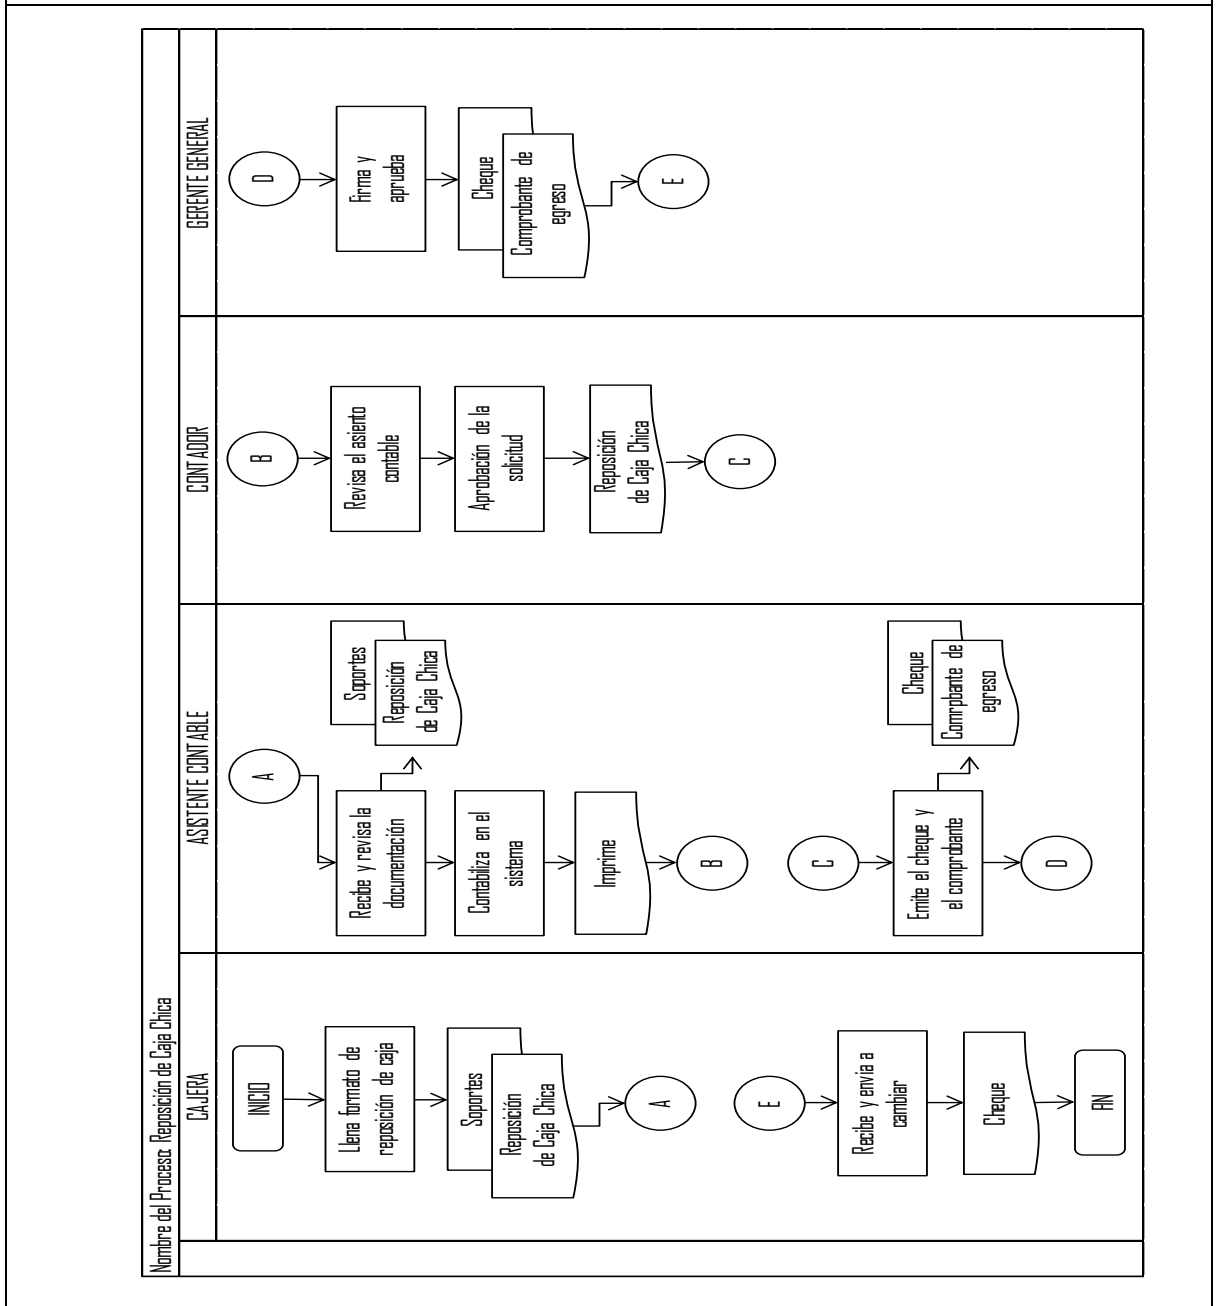 Nombre del Proceso: Reposición de Caja Chica
CAJERA
INICIO
Llena formato de
reposición de caja
Soportes
Reposición
de Caja Chica
A
E
Recibe y envia a
cambiar
Cheque
FIN
ASISTENTE CONTABLE
A
Recibe y revisa la
documentación
Soportes
Reposición
de Caja Chica
Contabiliza en el
sistema
Imprime
B
C
Emite el cheque y
el comprobante
Cheque
Comrpbante de
egreso
D
CONTADOR
B
Revisa el asiento
contable
Aprobación de la
solicitud
Reposición
de Caja Chica
C
GERENTE GENERAL
D
Firma y
aprueba
Cheque
Comprobante de
egreso
E